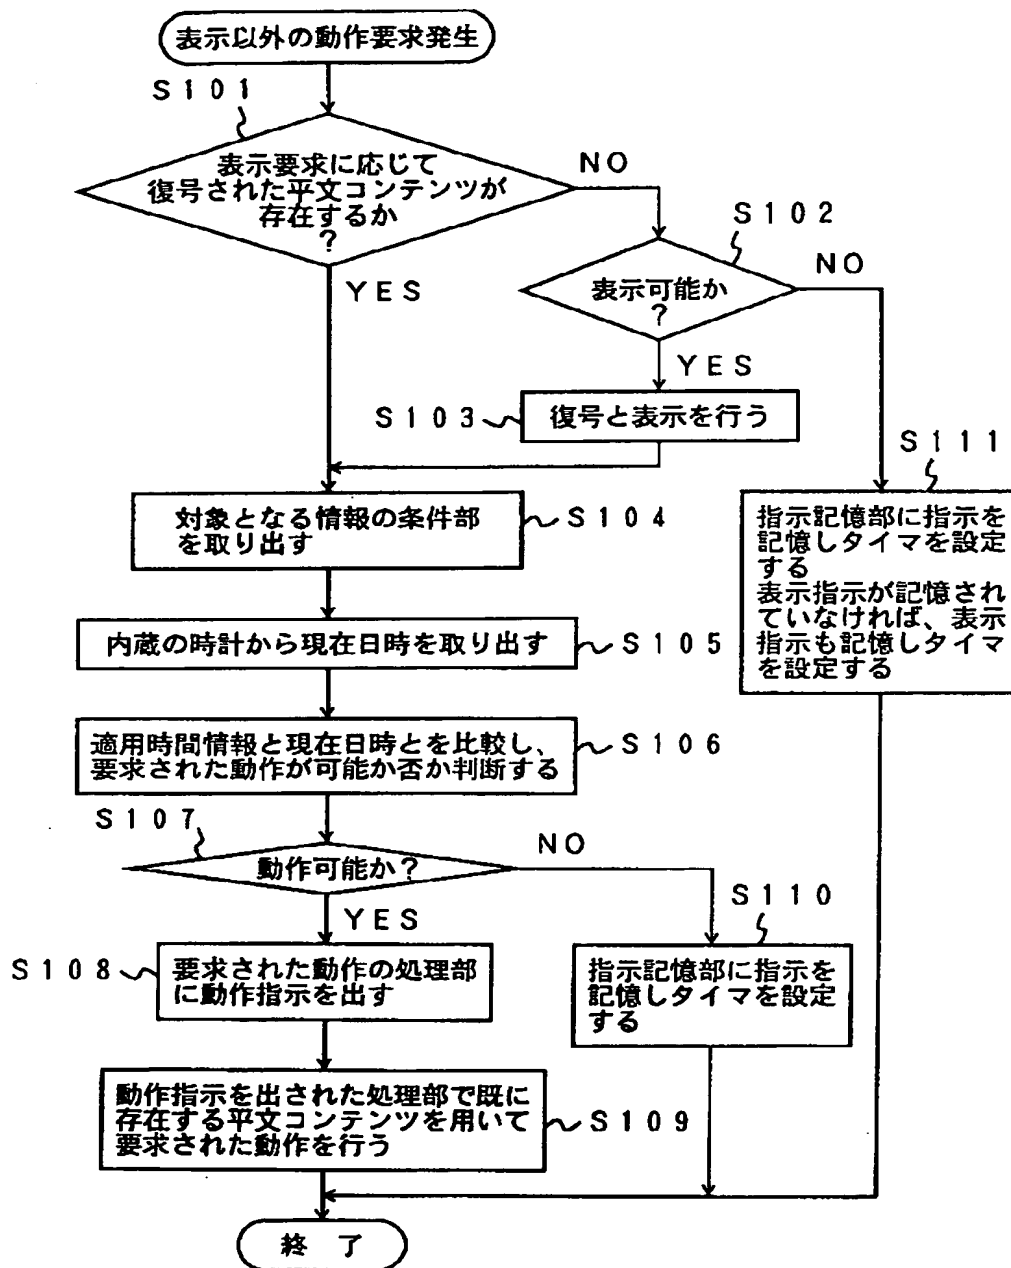 表示以外の動作要求発生
S101
表示要求に応じて
復号された平文コンテンツが
存在するか
?
NO
YES
S102
表示可能か
?
NO
YES
S103
復号と表示を行う
S111
指示記憶部に指示を
記憶しタイマを設定
する
表示指示が記憶され
ていなければ、表示
指示も記憶しタイマ
を設定する
対象となる情報の条件部
を取り出す
S104
内蔵の時計から現在日時を取り出す
S105
適用時間情報と現在日時とを比較し、
要求された動作が可能か否か判断する
S106
S107
動作可能か?
NO
YES
S110
指示記憶部に指示を
記憶しタイマを設定
する
S108
要求された動作の処理部
に動作指示を出す
動作指示を出された処理部で既に
存在する平文コンテンツを用いて
要求された動作を行う
S109
終 了